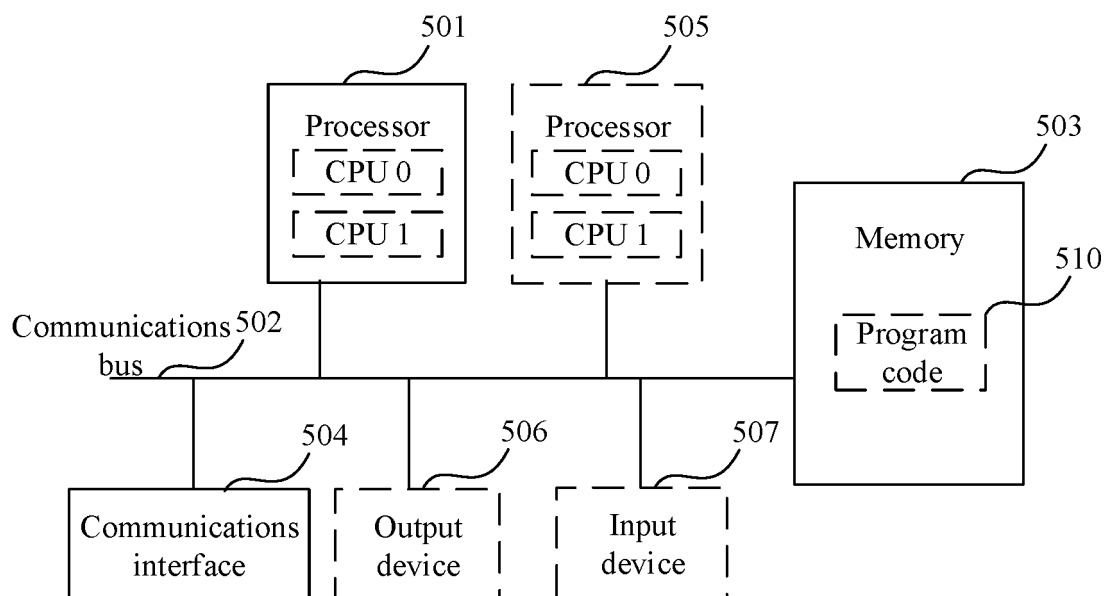 501
505
Processor
CPU 0
CPU 1
Processor
CPU 0
CPU 1
503
Memory
510
Program
code
Communications
bus
502
504
506
507
Communications
interface
Output
device
Input
device